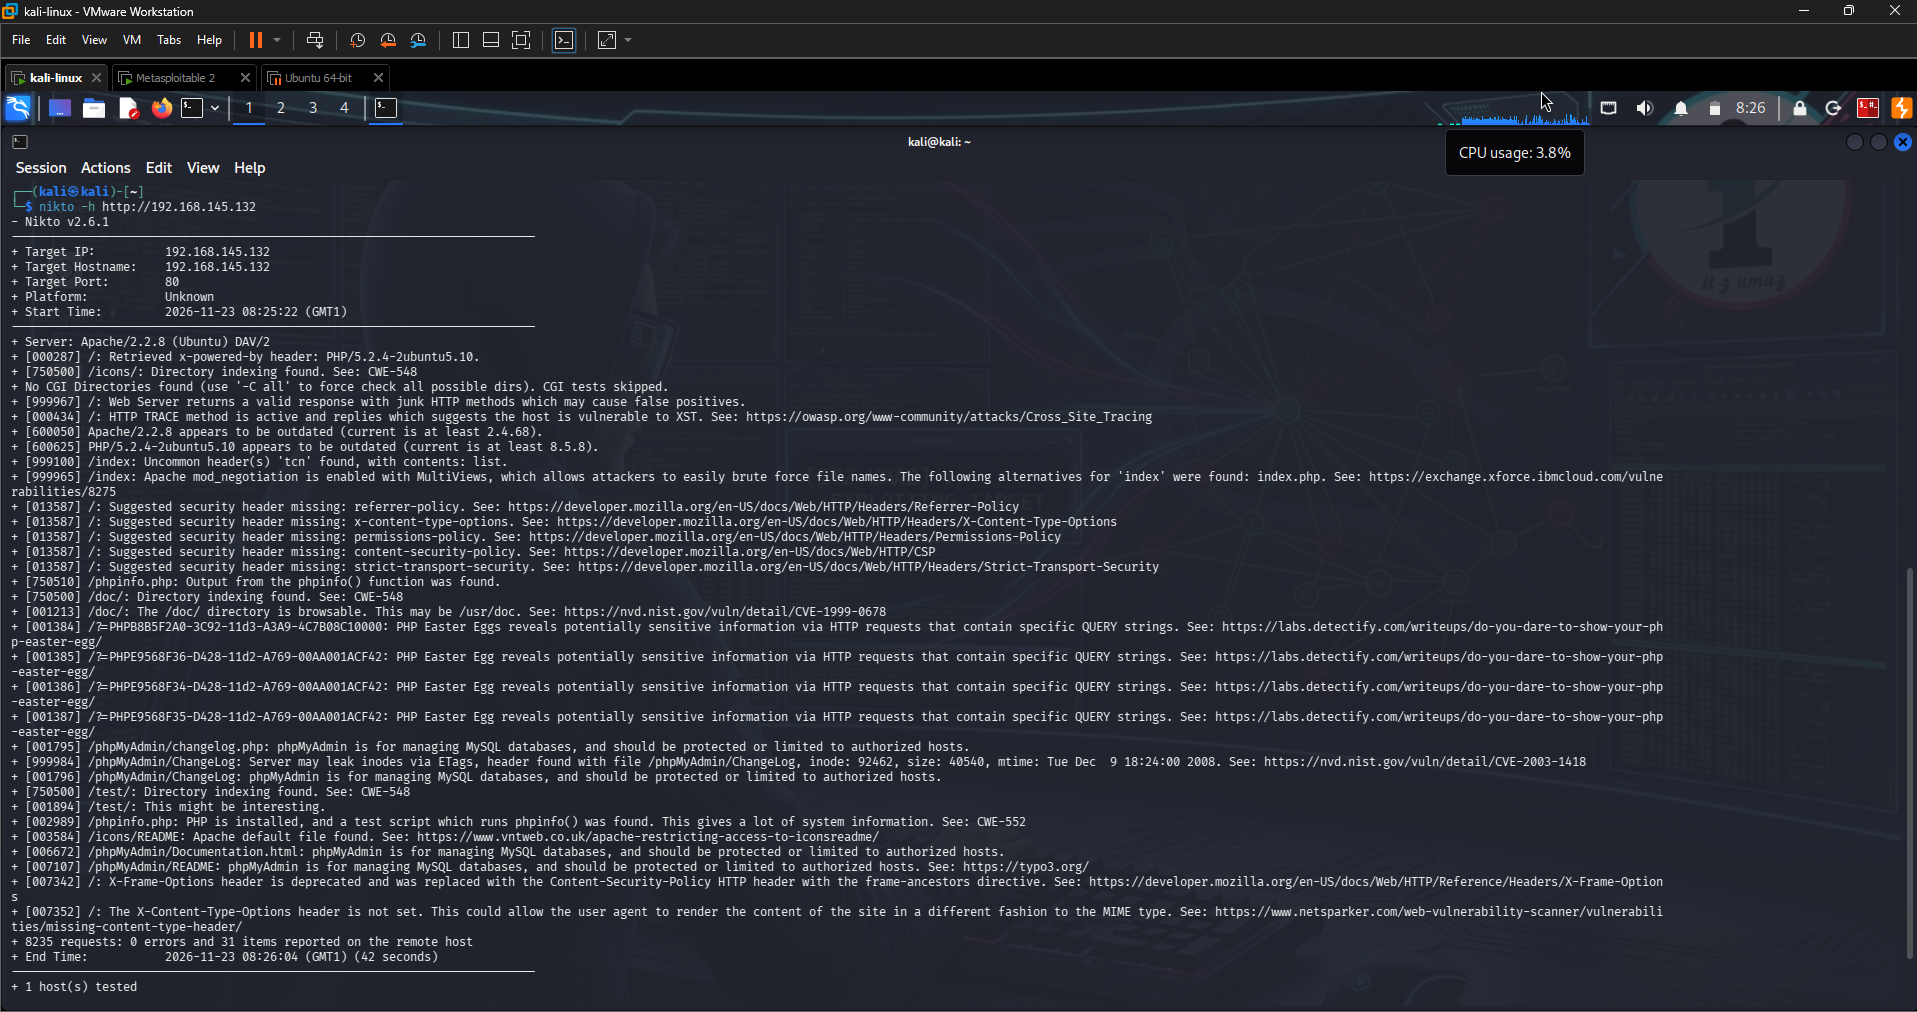 kali-linux - VMware Workstation
File Edit View VM Tabs Help
kali-linux Metasploitable 2 Ubuntu 64-bit
1 2 3 4 8:26
kali@kali: ~
CPU usage: 3.8%
Session Actions Edit View Help
(kali㉿kali)-[~]
$ nikto -h http://192.168.145.132
- Nikto v2.6.1
+ Target IP: 192.168.145.132
+ Target Hostname: 192.168.145.132
+ Target Port: 80
+ Platform: Unknown
+ Start Time: 2026-11-23 08:25:22 (GMT1)
+ Server: Apache/2.2.8 (Ubuntu) DAV/2
+ [000287] /: Retrieved x-powered-by header: PHP/5.2.4-2ubuntu5.10.
+ [750500] /icons/: Directory indexing found. See: CWE-548
+ No CGI Directories found (use '-C all' to force check all possible dirs). CGI tests skipped.
+ [999967] /: Web Server returns a valid response with junk HTTP methods which may cause false positives.
+ [000434] /: HTTP TRACE method is active and replies which suggests the host is vulnerable to XST. See: https://owasp.org/www-community/attacks/Cross_Site_Tracing
+ [600050] Apache/2.2.8 appears to be outdated (current is at least 2.4.68).
+ [600625] PHP/5.2.4-2ubuntu5.10 appears to be outdated (current is at least 8.5.8).
+ [999100] /index: Uncommon header(s) 'tcn' found, with contents: list.
+ [999965] /index: Apache mod_negotiation is enabled with MultiViews, which allows attackers to easily brute force file names. The following alternatives for 'index' were found: index.php. See: https://exchange.xforce.ibmcloud.com/vulne
rabilities/8275
+ [013587] /: Suggested security header missing: referrer-policy. See: https://developer.mozilla.org/en-US/docs/Web/HTTP/Headers/Referrer-Policy
+ [013587] /: Suggested security header missing: x-content-type-options. See: https://developer.mozilla.org/en-US/docs/Web/HTTP/Headers/X-Content-Type-Options
+ [013587] /: Suggested security header missing: permissions-policy. See: https://developer.mozilla.org/en-US/docs/Web/HTTP/Headers/Permissions-Policy
+ [013587] /: Suggested security header missing: content-security-policy. See: https://developer.mozilla.org/en-US/docs/Web/HTTP/CSP
+ [013587] /: Suggested security header missing: strict-transport-security. See: https://developer.mozilla.org/en-US/docs/Web/HTTP/Headers/Strict-Transport-Security
+ [750510] /phpinfo.php: Output from the phpinfo() function was found.
+ [750500] /doc/: Directory indexing found. See: CWE-548
+ [001213] /doc/: The /doc/ directory is browsable. This may be /usr/doc. See: https://nvd.nist.gov/vuln/detail/CVE-1999-0678
+ [001384] /?=PHPB8B5F2A0-3C92-11d3-A3A9-4C7B08C10000: PHP Easter Eggs reveals potentially sensitive information via HTTP requests that contain specific QUERY strings. See: https://labs.detectify.com/writeups/do-you-dare-to-show-your-ph
p-easter-egg/
+ [001385] /?=PHPE9568F36-D428-11d2-A769-00AA001ACF42: PHP Easter Egg reveals potentially sensitive information via HTTP requests that contain specific QUERY strings. See: https://labs.detectify.com/writeups/do-you-dare-to-show-your-php
-easter-egg/
+ [001386] /?=PHPE9568F34-D428-11d2-A769-00AA001ACF42: PHP Easter Egg reveals potentially sensitive information via HTTP requests that contain specific QUERY strings. See: https://labs.detectify.com/writeups/do-you-dare-to-show-your-php
-easter-egg/
+ [001387] /?=PHPE9568F35-D428-11d2-A769-00AA001ACF42: PHP Easter Egg reveals potentially sensitive information via HTTP requests that contain specific QUERY strings. See: https://labs.detectify.com/writeups/do-you-dare-to-show-your-php
-easter-egg/
+ [001795] /phpMyAdmin/changelog.php: phpMyAdmin is for managing MySQL databases, and should be protected or limited to authorized hosts.
+ [999984] /phpMyAdmin/ChangeLog: Server may leak inodes via ETags, header found with file /phpMyAdmin/ChangeLog, inode: 92462, size: 40540, mtime: Tue Dec  9 18:24:00 2008. See: https://nvd.nist.gov/vuln/detail/CVE-2003-1418
+ [001796] /phpMyAdmin/ChangeLog: phpMyAdmin is for managing MySQL databases, and should be protected or limited to authorized hosts.
+ [750500] /test/: Directory indexing found. See: CWE-548
+ [001894] /test/: This might be interesting.
+ [002989] /phpinfo.php: PHP is installed, and a test script which runs phpinfo() was found. This gives a lot of system information. See: CWE-552
+ [003584] /icons/README: Apache default file found. See: https://www.vntweb.co.uk/apache-restricting-access-to-iconsreadme/
+ [006672] /phpMyAdmin/Documentation.html: phpMyAdmin is for managing MySQL databases, and should be protected or limited to authorized hosts.
+ [007107] /phpMyAdmin/README: phpMyAdmin is for managing MySQL databases, and should be protected or limited to authorized hosts. See: https://typo3.org/
+ [007342] /: X-Frame-Options header is deprecated and was replaced with the Content-Security-Policy HTTP header with the frame-ancestors directive. See: https://developer.mozilla.org/en-US/docs/Web/HTTP/Reference/Headers/X-Frame-Option
s
+ [007352] /: The X-Content-Type-Options header is not set. This could allow the user agent to render the content of the site in a different fashion to the MIME type. See: https://www.netsparker.com/web-vulnerability-scanner/vulnerabili
ties/missing-content-type-header/
+ 8235 requests: 0 errors and 31 items reported on the remote host
+ End Time: 2026-11-23 08:26:04 (GMT1) (42 seconds)
+ 1 host(s) tested
it z umaz